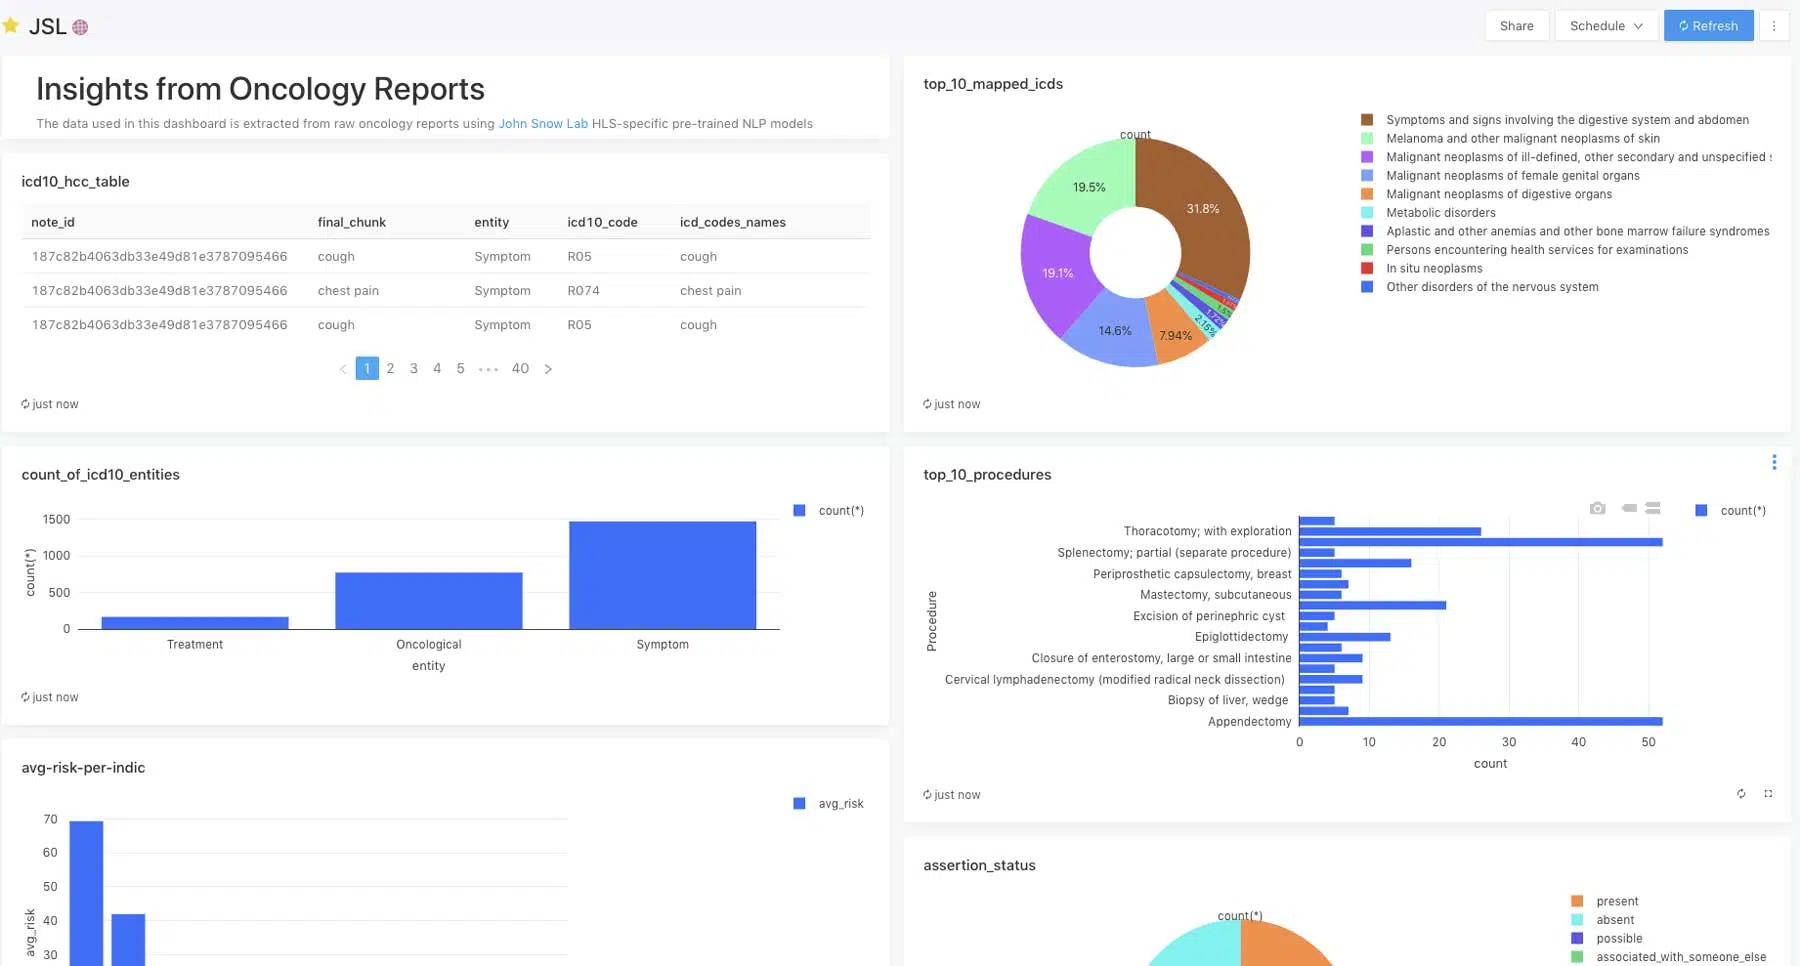 JSL
Share
Schedule
Refresh
Insights from Oncology Reports
The data used in this dashboard is extracted from raw oncology reports using John Snow Lab HLS-specific pre-trained NLP models
icd10_hcc_table
note_id final_chunk entity icd10_code icd_codes_names
187c82b4063db33e49d81e3787095466 cough Symptom R05 cough
187c82b4063db33e49d81e3787095466 chest pain Symptom R074 chest pain
187c82b4063db33e49d81e3787095466 cough Symptom R05 cough
< 1 2 3 4 5 ••• 40 >
just now
top_10_mapped_icds
count
31.8%
19.5%
19.1%
14.6%
7.94%
2.15%
Symptoms and signs involving the digestive system and abdomen
Melanoma and other malignant neoplasms of skin
Malignant neoplasms of ill-defined, other secondary and unspecified
Malignant neoplasms of female genital organs
Malignant neoplasms of digestive organs
Metabolic disorders
Aplastic and other anemias and other bone marrow failure syndromes
Persons encountering health services for examinations
In situ neoplasms
Other disorders of the nervous system
just now
count_of_icd10_entities
count(*)
1500
1000
500
0
count(*)
Treatment Oncological Symptom
entity
just now
top_10_procedures
count(*)
Procedure
Thoracotomy; with exploration
Splenectomy; partial (separate procedure)
Periprosthetic capsulectomy, breast
Mastectomy, subcutaneous
Excision of perinephric cyst
Epiglottidectomy
Closure of enterostomy, large or small intestine
Cervical lymphadenectomy (modified radical neck dissection)
Biopsy of liver, wedge
Appendectomy
0 10 20 30 40 50
count
just now
avg-risk-per-indic
avg_risk
70
60
50
40
30
avg_risk
assertion_status
count(*)
present
absent
possible
associated_with_someone_else